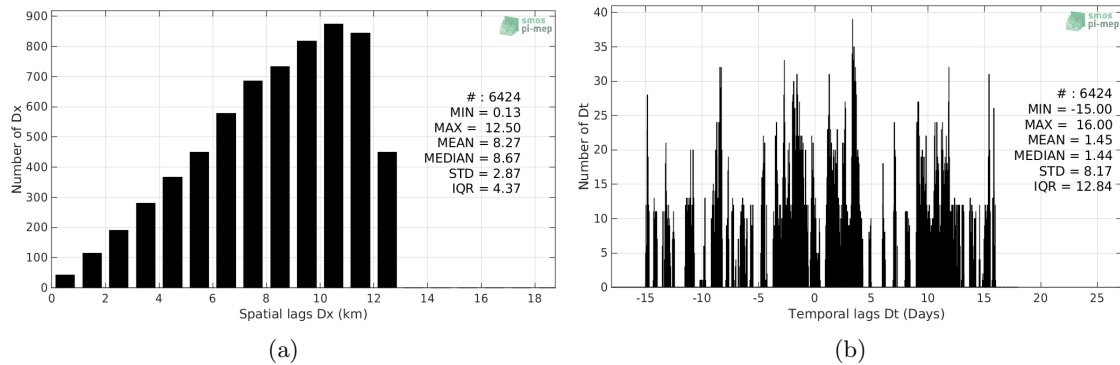 900
800
700
600
500
400
300
200
100
0
Number of Dx
smos
pi-mep
# : 6424
MIN = 0.13
MAX = 12.50
MEAN = 8.27
MEDIAN = 8.67
STD = 2.87
IQR = 4.37
0 2 4 6 8 10 12 14 16 18
Spatial lags Dx (km)
(a)
40
35
30
25
20
15
10
5
0
Number of Dt
smos
pi-mep
# : 6424
MIN = -15.00
MAX = 16.00
MEAN = 1.45
MEDIAN = 1.44
STD = 8.17
IQR = 12.84
-15 -10 -5 0 5 10 15 20 25
Temporal lags Dt (Days)
(b)